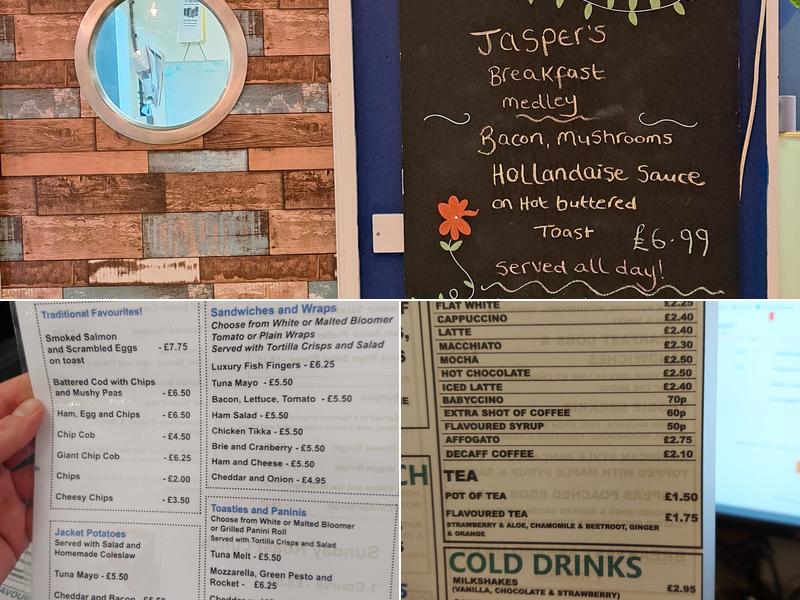 Jasper's
Breakfast
medley
Bacon, Mushrooms
Hollandaise Sauce
on Hot buttered
Toast £6.99
served all day!
Traditional Favourites!
Smoked Salmon
and Scrambled Eggs - £7.75
on toast
Battered Cod with Chips
and Mushy Peas - £6.50
Ham, Egg and Chips - £6.50
Chip Cob - £4.50
Giant Chip Cob - £6.25
Chips - £2.00
Cheesy Chips - £3.50
Jacket Potatoes
Served with Salad and
Homemade Coleslaw
Tuna Mayo - £5.50
Cheddar and Bacon - £5.50
Sandwiches and Wraps
Choose from White or Malted Bloomer
Tomato or Plain Wraps
Served with Tortilla Crisps and Salad
Luxury Fish Fingers - £6.25
Tuna Mayo - £5.50
Bacon, Lettuce, Tomato - £5.50
Ham Salad - £5.50
Chicken Tikka - £5.50
Brie and Cranberry - £5.50
Ham and Cheese - £5.50
Cheddar and Onion - £4.95
Toasties and Paninis
Choose from White or Malted Bloomer
or Grilled Panini Roll
Served with Tortilla Crisps and Salad
Tuna Melt - £5.50
Mozzarella, Green Pesto and
Rocket - £6.25
FLAT WHITE £2.25
CAPPUCCINO £2.40
LATTE £2.40
MACCHIATO £2.30
MOCHA £2.50
HOT CHOCOLATE £2.50
ICED LATTE £2.40
BABYCCINO 70p
EXTRA SHOT OF COFFEE 60p
FLAVOURED SYRUP 50p
AFFOGATO £2.75
DECAFF COFFEE £2.10
TEA
POT OF TEA £1.50
FLAVOURED TEA £1.75
STRAWBERRY & ALOE, CHAMOMILE & BEETROOT, GINGER
& ORANGE
COLD DRINKS
MILKSHAKES £2.95
(VANILLA, CHOCOLATE & STRAWBERRY)